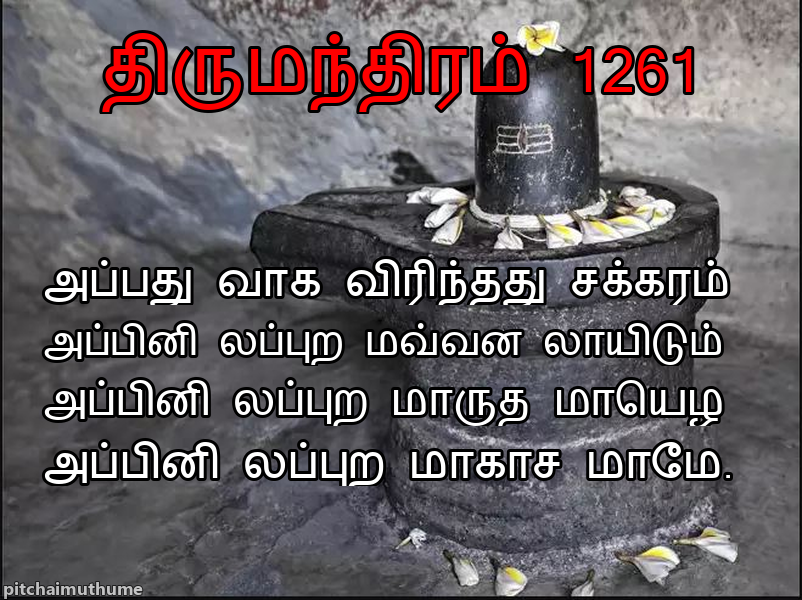 திருமந்திரம் 1261
அப்பது வாக விரிந்தது சக்கரம்
அப்பினி லப்புற மவ்வன லாயிடும்
அப்பினி லப்புற மாருத மாயெழ
அப்பினி லப்புற மாகாச மாமே.
pitchaimuthume